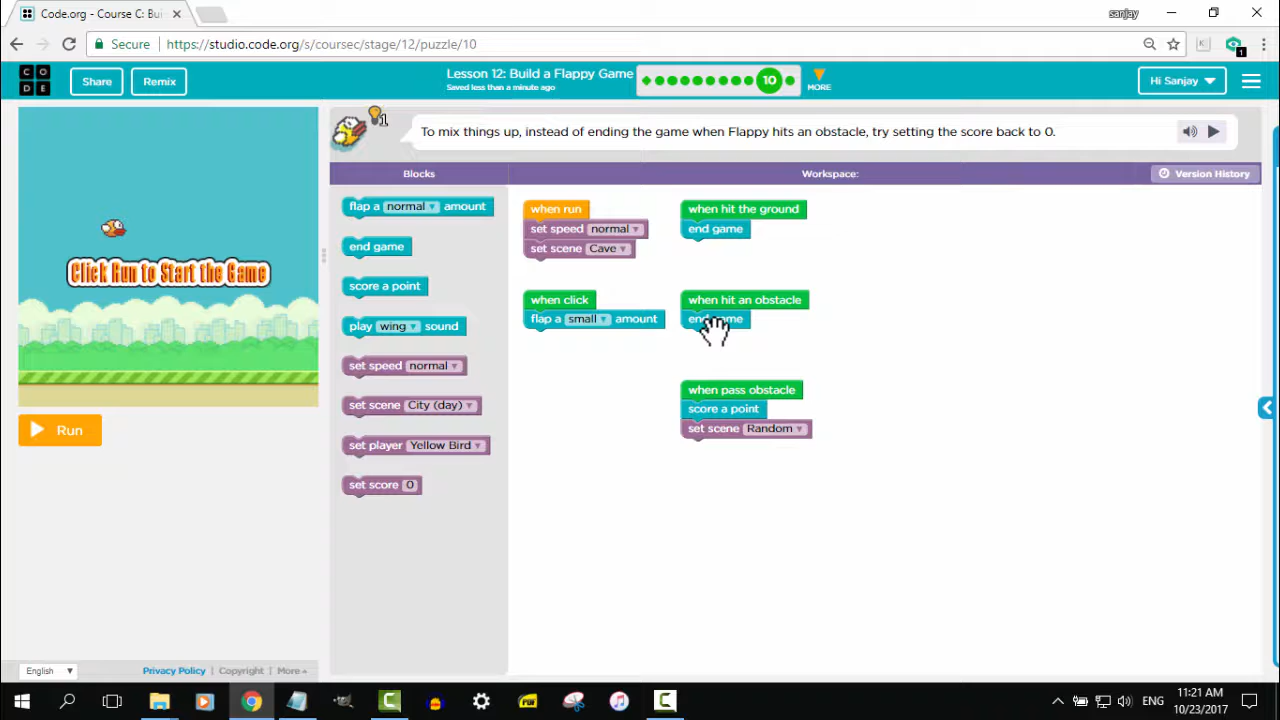 Code.org - Course C: Bui
sanjay
Secure
https://studio.code.org/s/coursec/stage/12/puzzle/10
1
C O
D E
Share
Remix
Lesson 12: Build a Flappy Game
Saved less than a minute ago
10
MORE
Hi Sanjay
1
To mix things up, instead of ending the game when Flappy hits an obstacle, try setting the score back to 0.
Blocks
Workspace:
Version History
Click Run to Start the Game
Run
flap a normal amount
end game
score a point
play wing sound
set speed normal
set scene City (day)
set player Yellow Bird
set score 0
when run
set speed normal
set scene Cave
when click
flap a small amount
when hit the ground
end game
when hit an obstacle
end game
when pass obstacle
score a point
set scene Random
English
Privacy Policy
Copyright
More
ENG
11:21 AM
10/23/2017